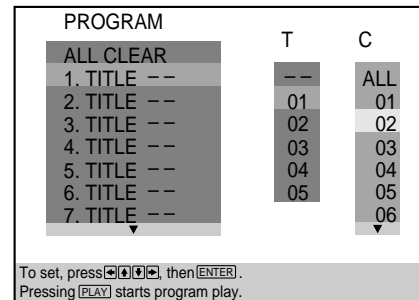 PROGRAM
T C
ALL CLEAR
1. TITLE – – – – ALL
2. TITLE – – 01 01
3. TITLE – – 02 02
4. TITLE – – 03 03
5. TITLE – – 04 04
6. TITLE – – 05 05
7. TITLE – – 06
To set, press ←↑↓→, then ENTER.
Pressing PLAY starts program play.